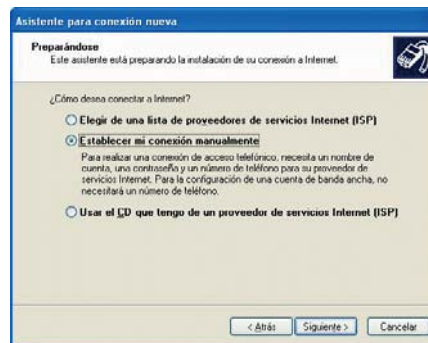 Asistente para conexión nueva
Preparándose
Este asistente está preparando la instalación de su conexión a Internet.
¿Cómo desea conectar a Internet?
Elegir de una lista de proveedores de servicios Internet (ISP)
Establecer mi conexión manualmente
Para realizar una conexión de acceso telefónico, necesita un nombre de
cuenta, una contraseña y un número de teléfono para su proveedor de
servicios Internet. Para la configuración de una cuenta de banda ancha, no
necesitará un número de teléfono.
Usar el CD que tengo de un proveedor de servicios Internet (ISP)
< Atrás
Siguiente >
Cancelar